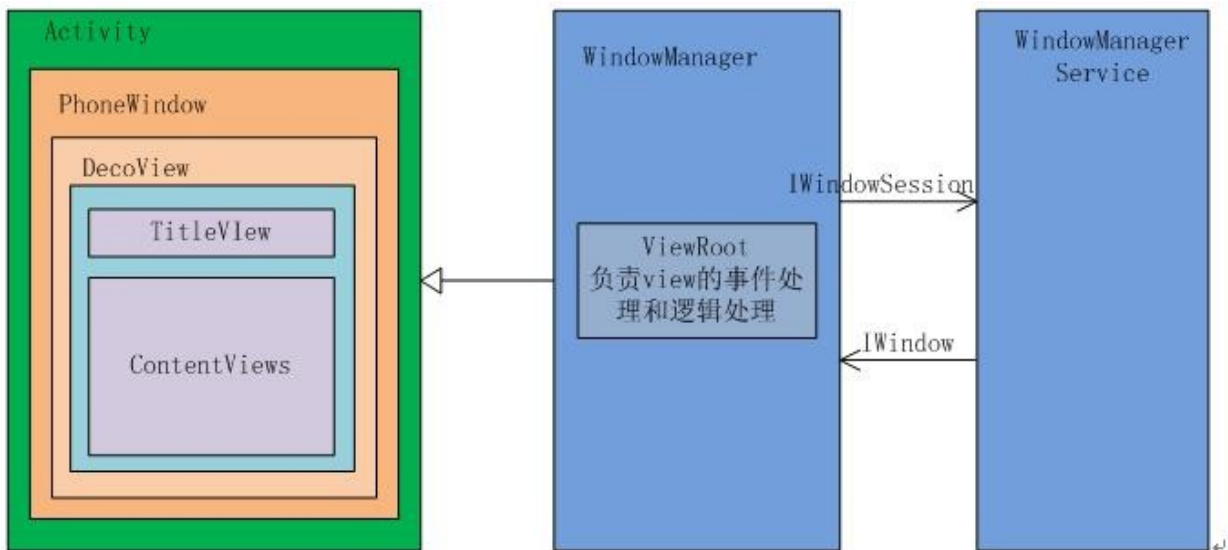 Activity
PhoneWindow
DecoView
TitleVIew
ContentViews
WindowManager
ViewRoot
负责view的事件处
理和逻辑处理
IWindowSession
IWindow
WindowManager
Service